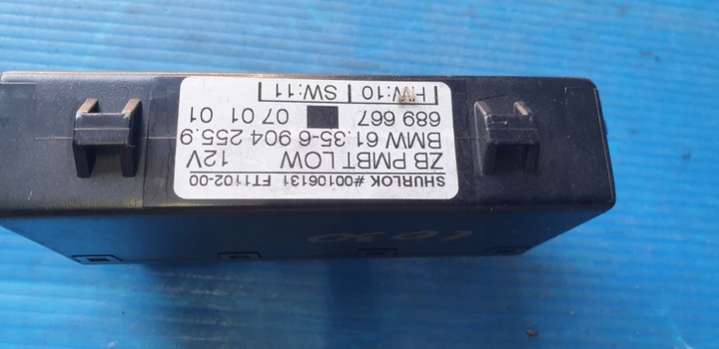 SHURLOK #00106131 FT1102-00
ZB PMBT LOW 12V
BMW 61.35-6 904 255.9
689 667 07 01 01
HW:10 SW:11